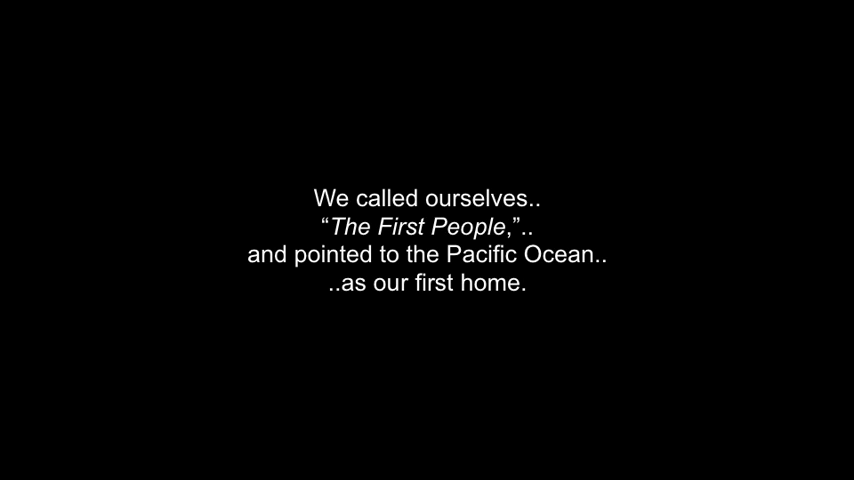 We called ourselves..
“The First People,”..
and pointed to the Pacific Ocean..
..as our first home.